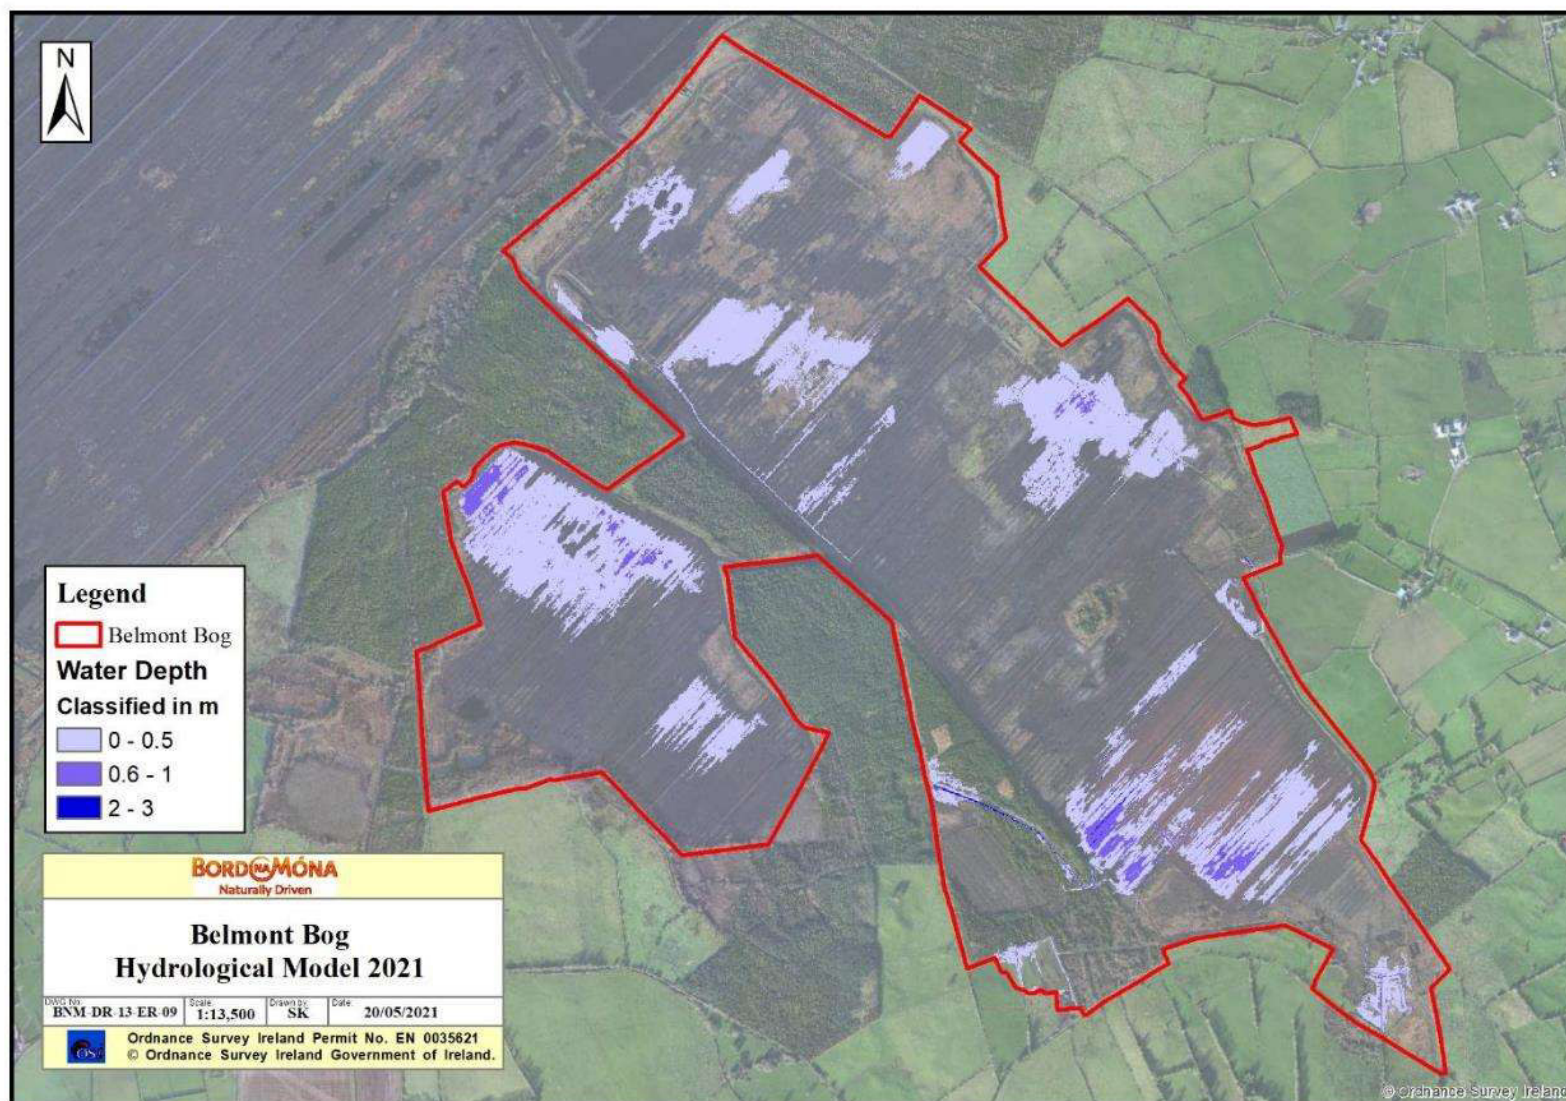 N
Legend
Belmont Bog
Water Depth
Classified in m
0 - 0.5
0.6 - 1
2 - 3
BORD NA MÓNA
Naturally Driven
Belmont Bog
Hydrological Model 2021
DWG No:
BNM-DR-13-ER-09
Scale:
1:13,500
Drawn by:
SK
Date:
20/05/2021
OSi
Ordnance Survey Ireland Permit No. EN 0035621
© Ordnance Survey Ireland Government of Ireland.
© Ordnance Survey Ireland